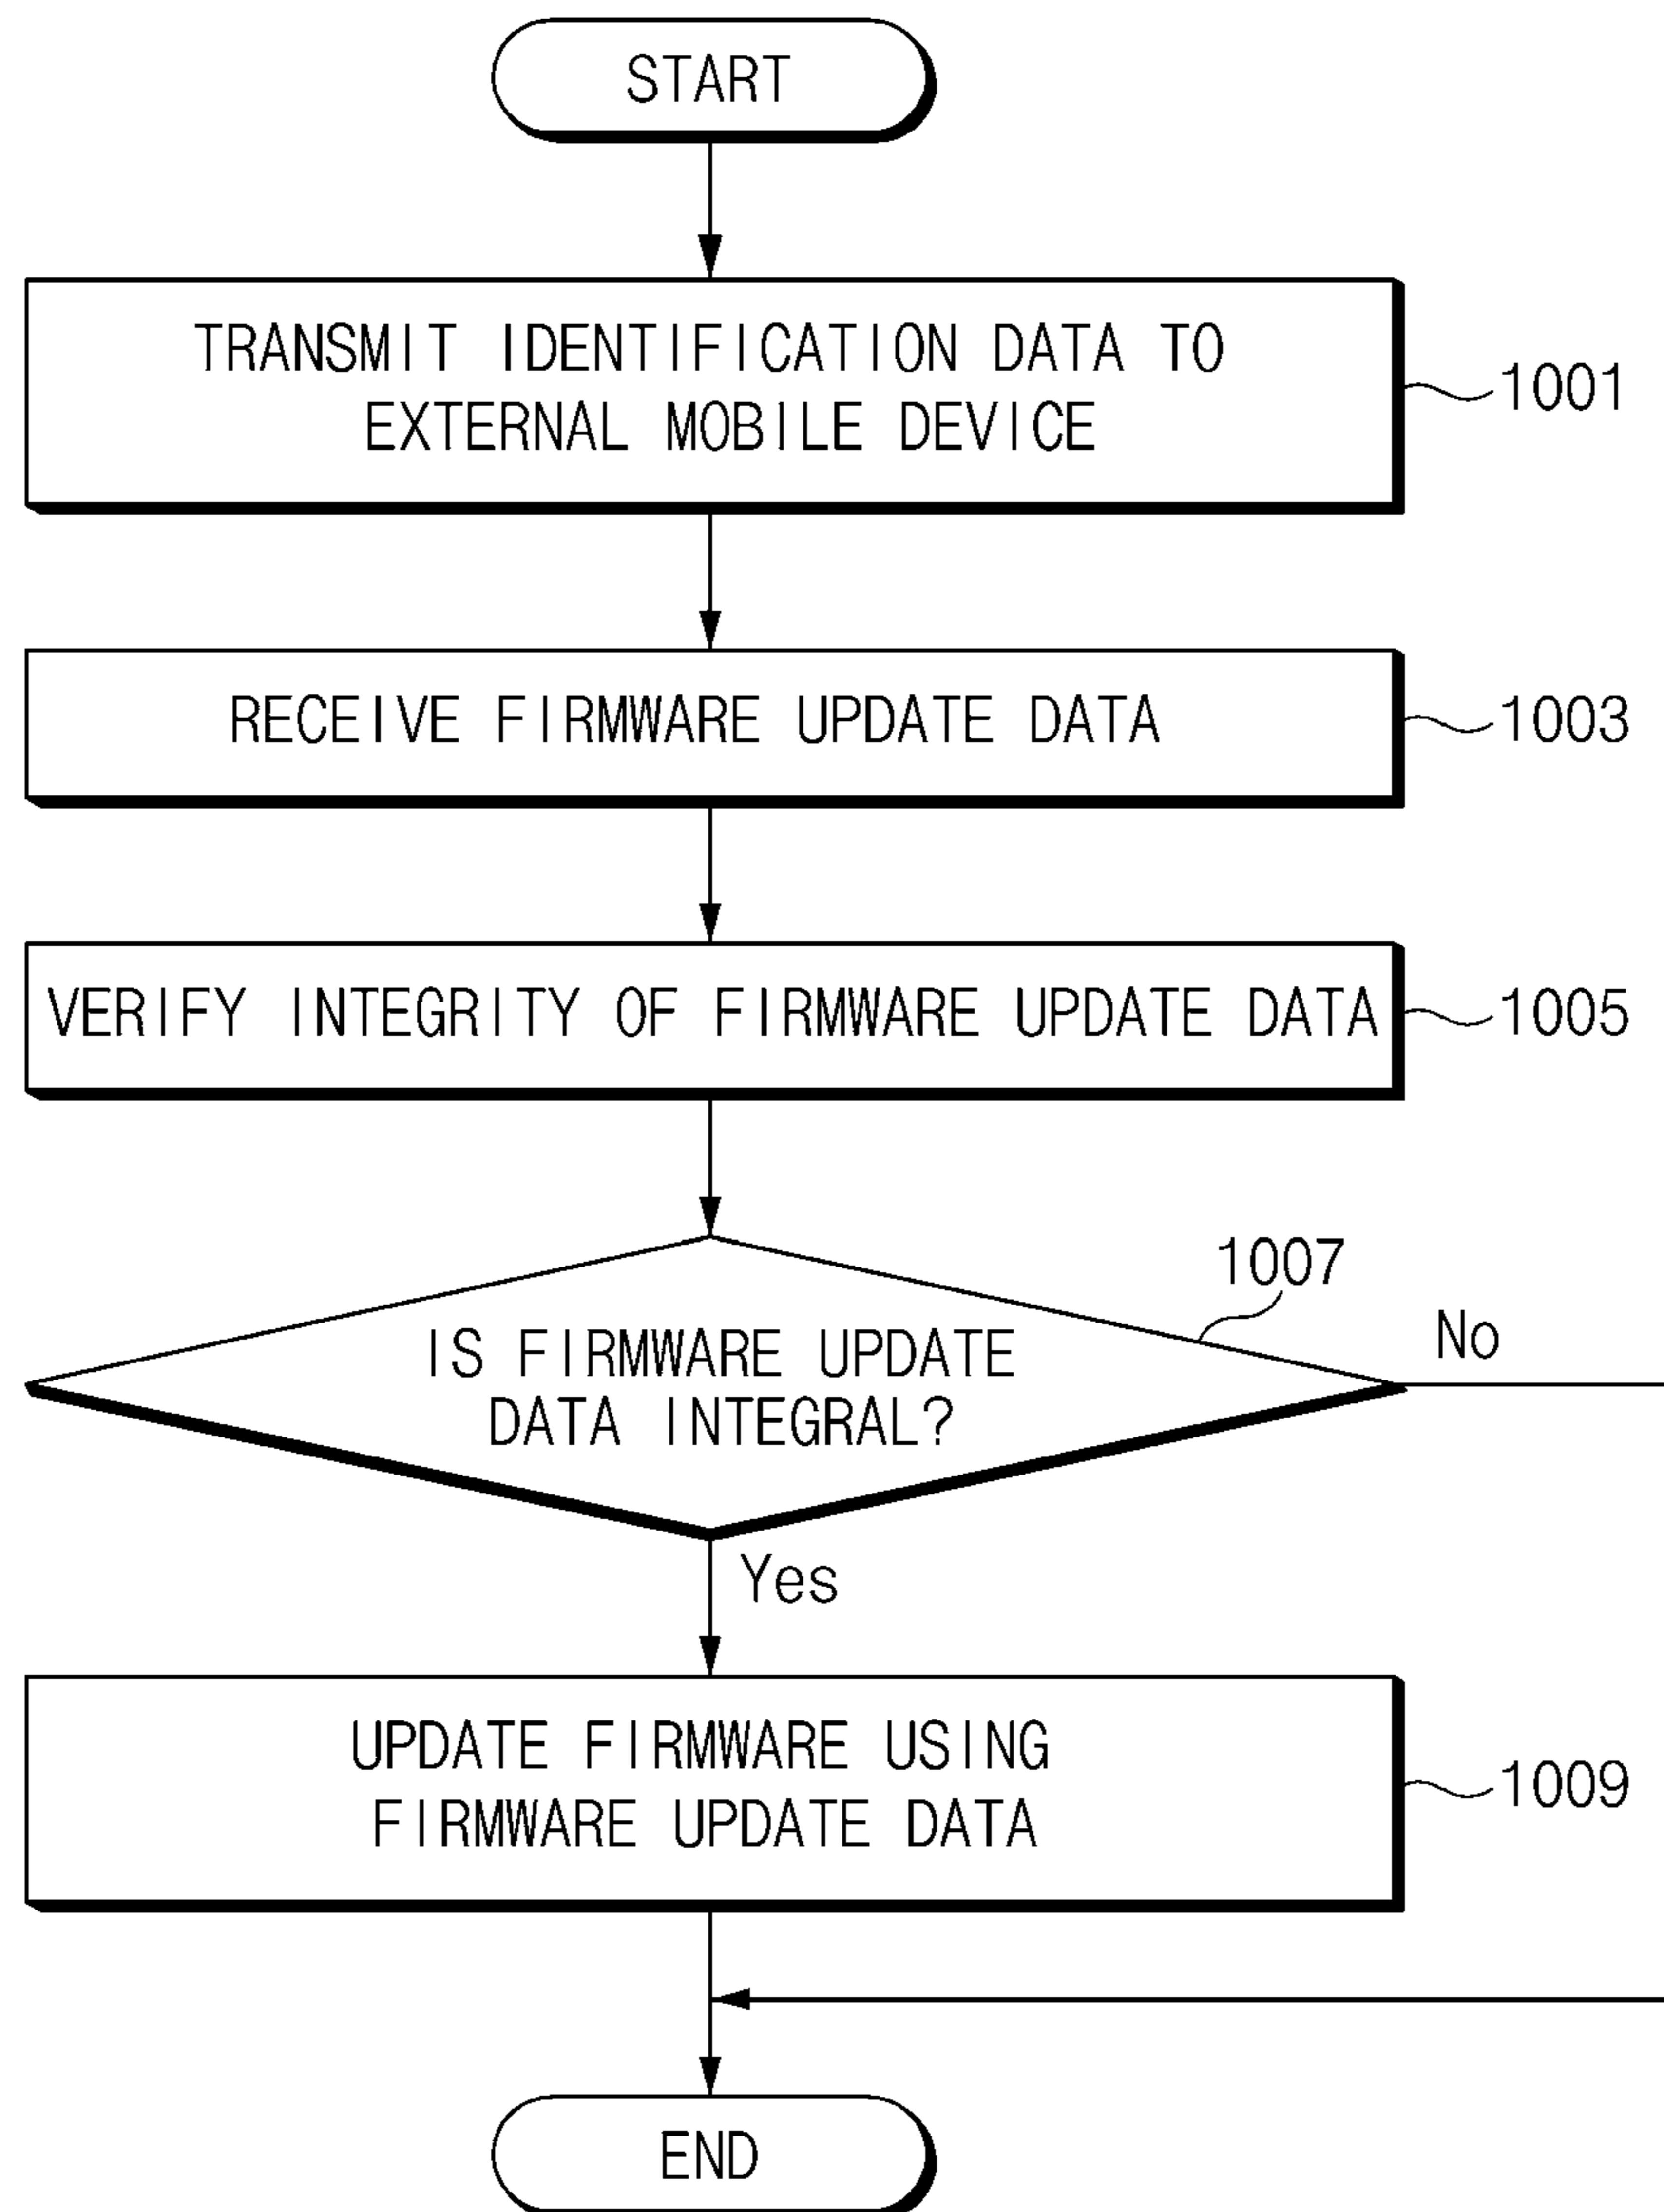 START
TRANSMIT IDENTIFICATION DATA TO
EXTERNAL MOBILE DEVICE
1001
RECEIVE FIRMWARE UPDATE DATA
1003
VERIFY INTEGRITY OF FIRMWARE UPDATE DATA
1005
1007
IS FIRMWARE UPDATE
DATA INTEGRAL?
No
Yes
UPDATE FIRMWARE USING
FIRMWARE UPDATE DATA
1009
END